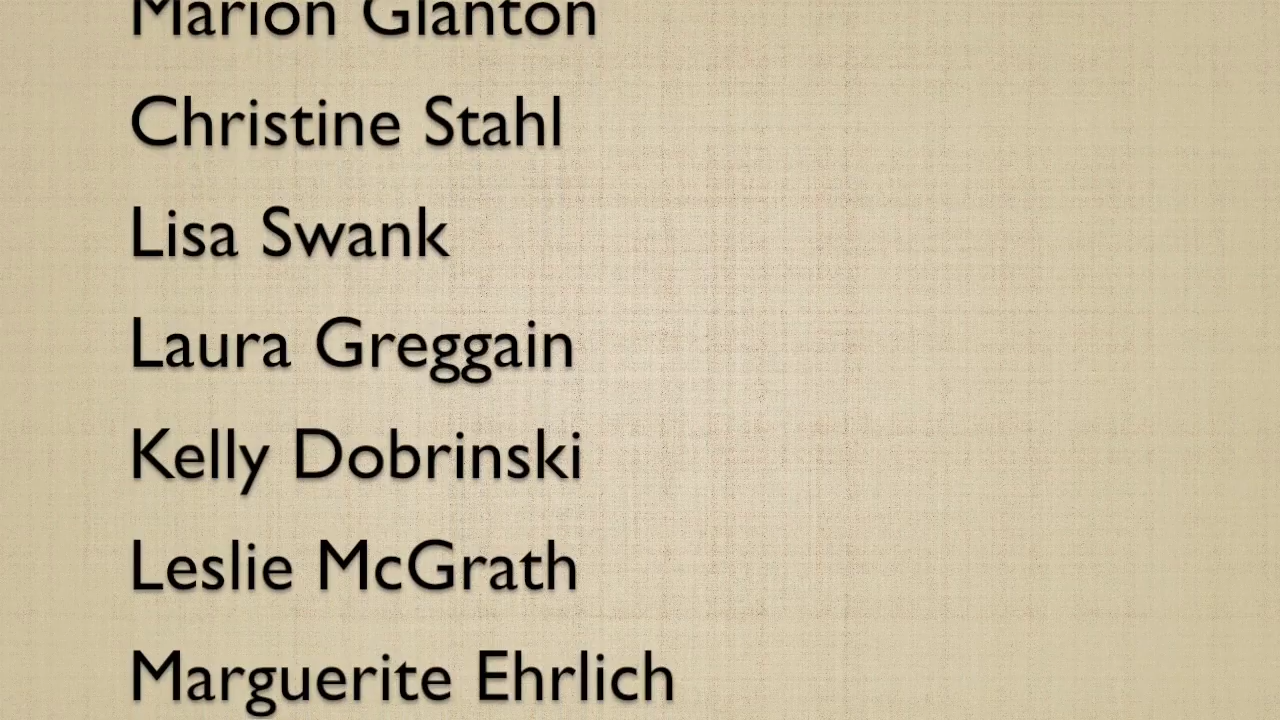 Marion Glanton
Christine Stahl
Lisa Swank
Laura Greggain
Kelly Dobrinski
Leslie McGrath
Marguerite Ehrlich